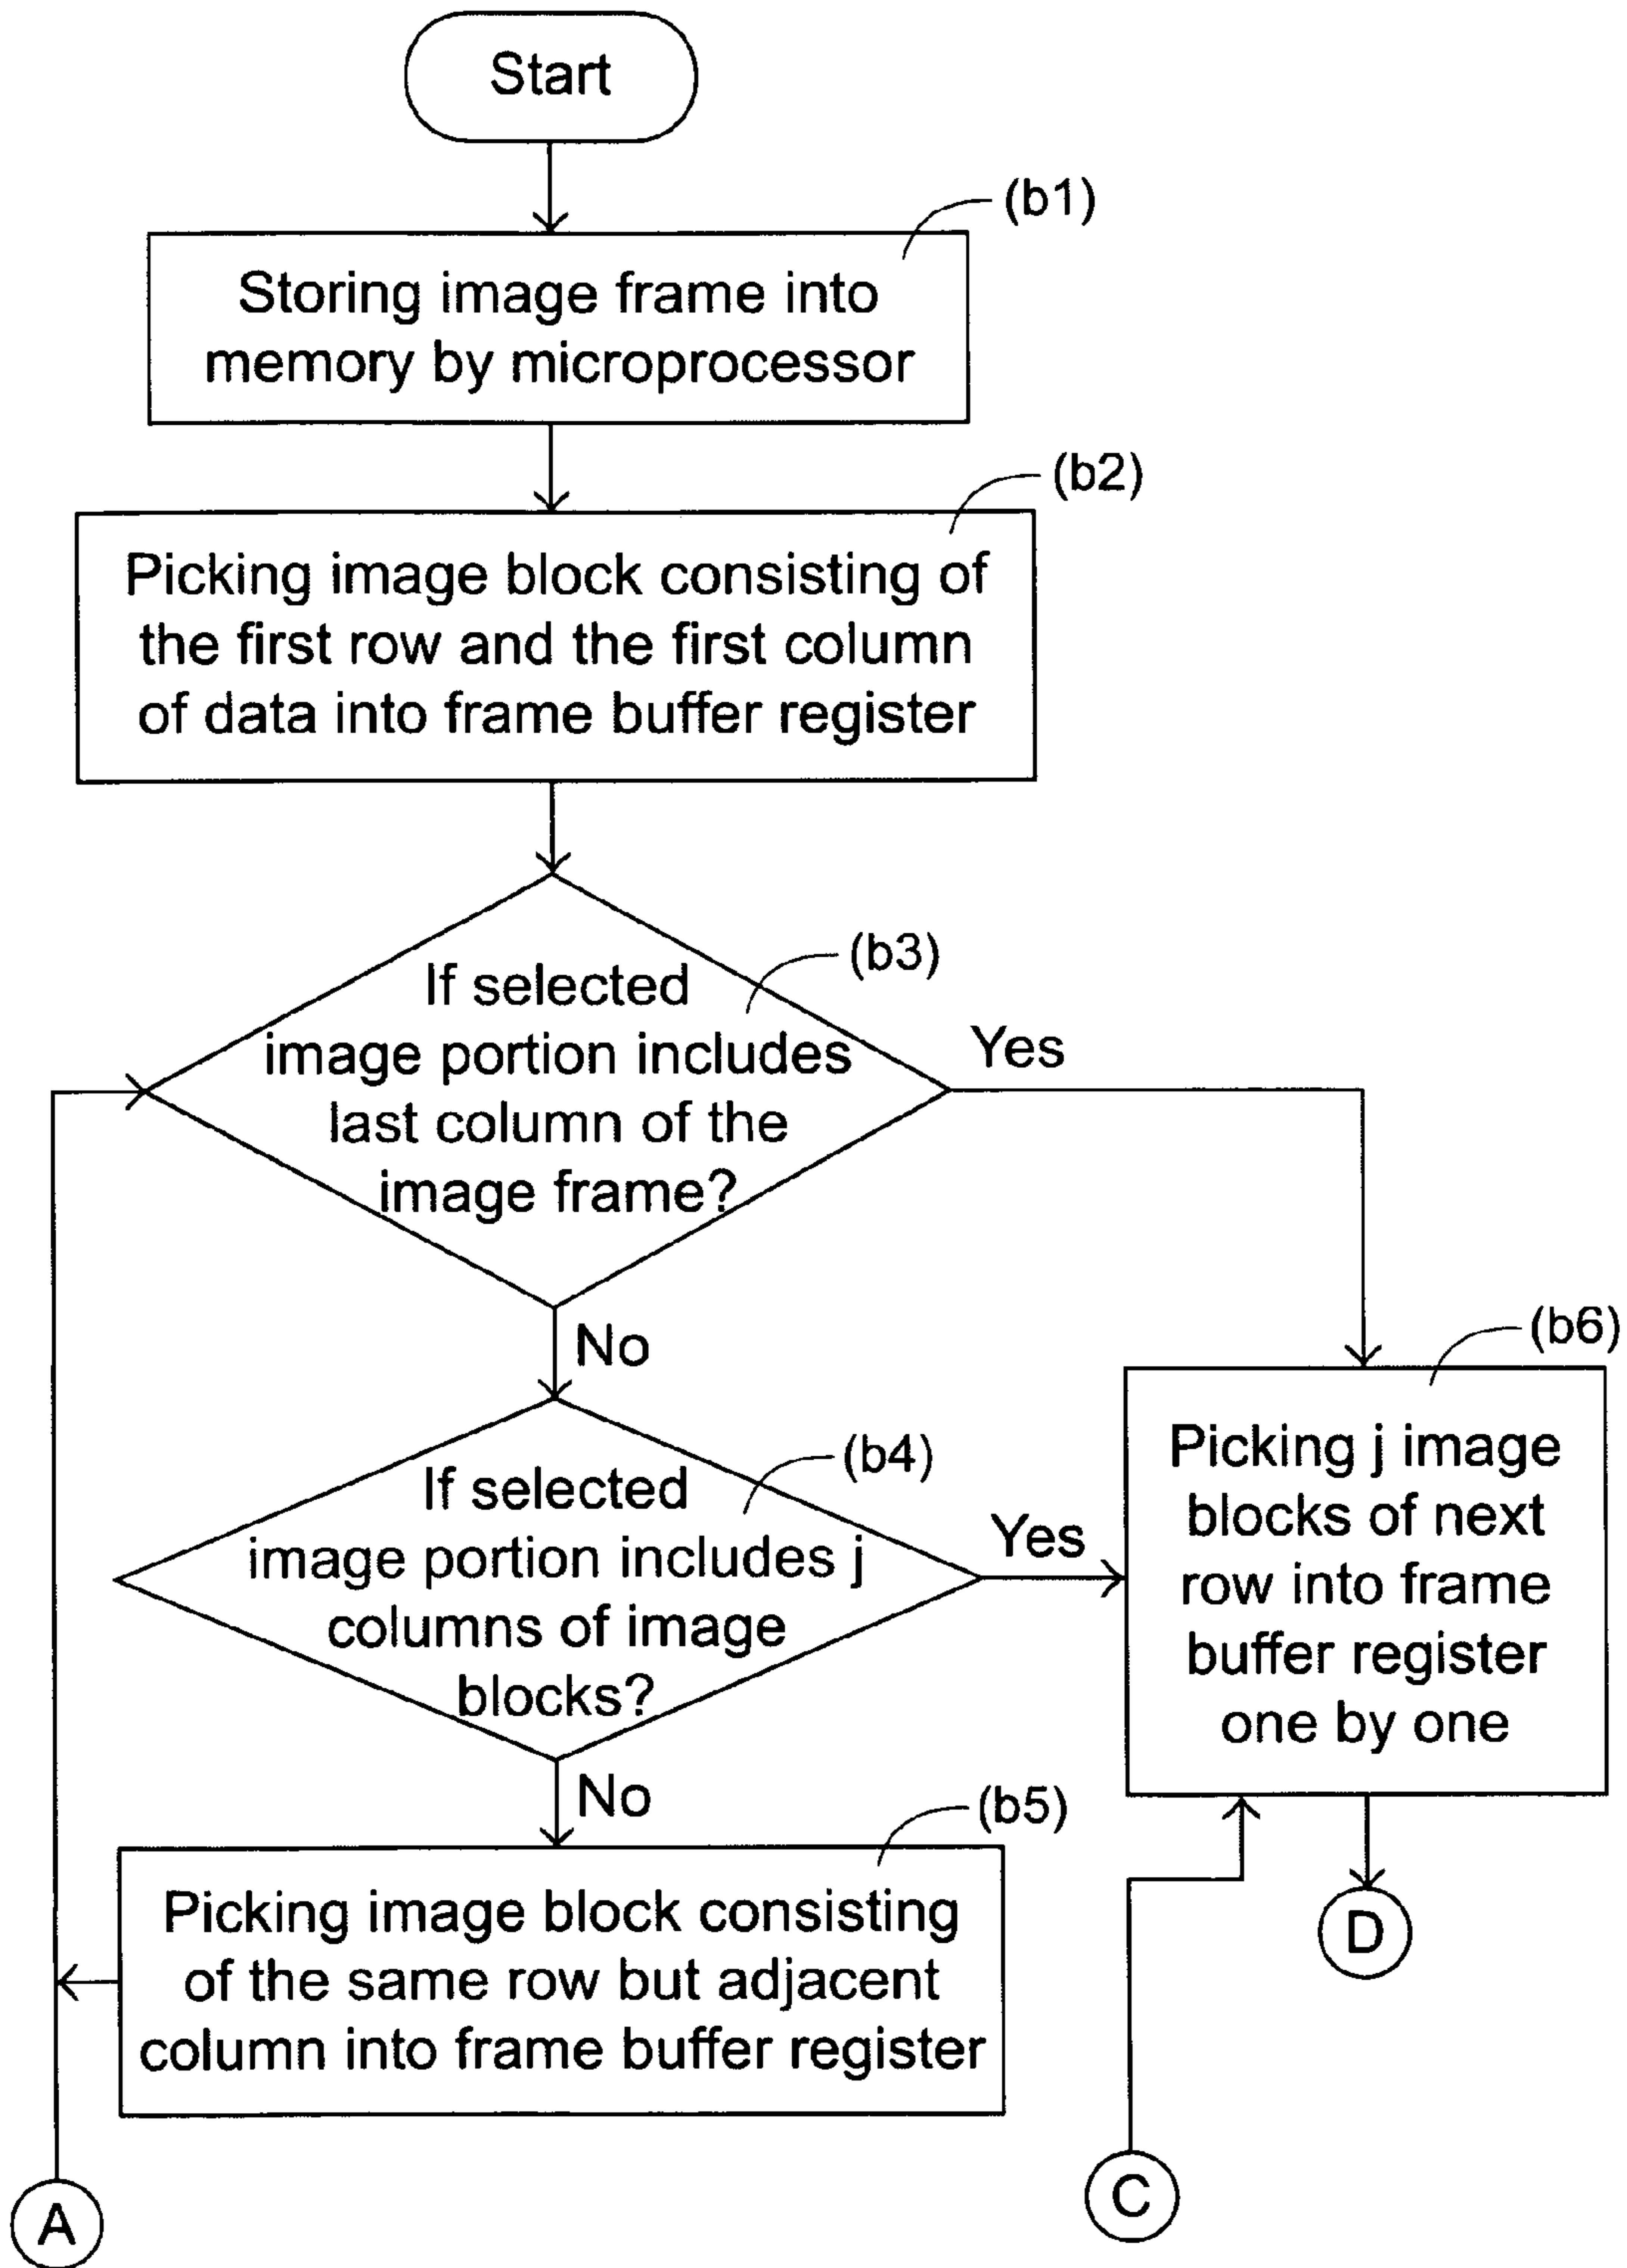 Start
(b1)
Storing image frame into
memory by microprocessor
(b2)
Picking image block consisting of
the first row and the first column
of data into frame buffer register
(b3)
If selected
image portion includes
last column of the
image frame?
Yes
No
(b4)
If selected
image portion includes j
columns of image
blocks?
Yes
No
(b6)
Picking j image
blocks of next
row into frame
buffer register
one by one
(b5)
Picking image block consisting
of the same row but adjacent
column into frame buffer register
D
C
A